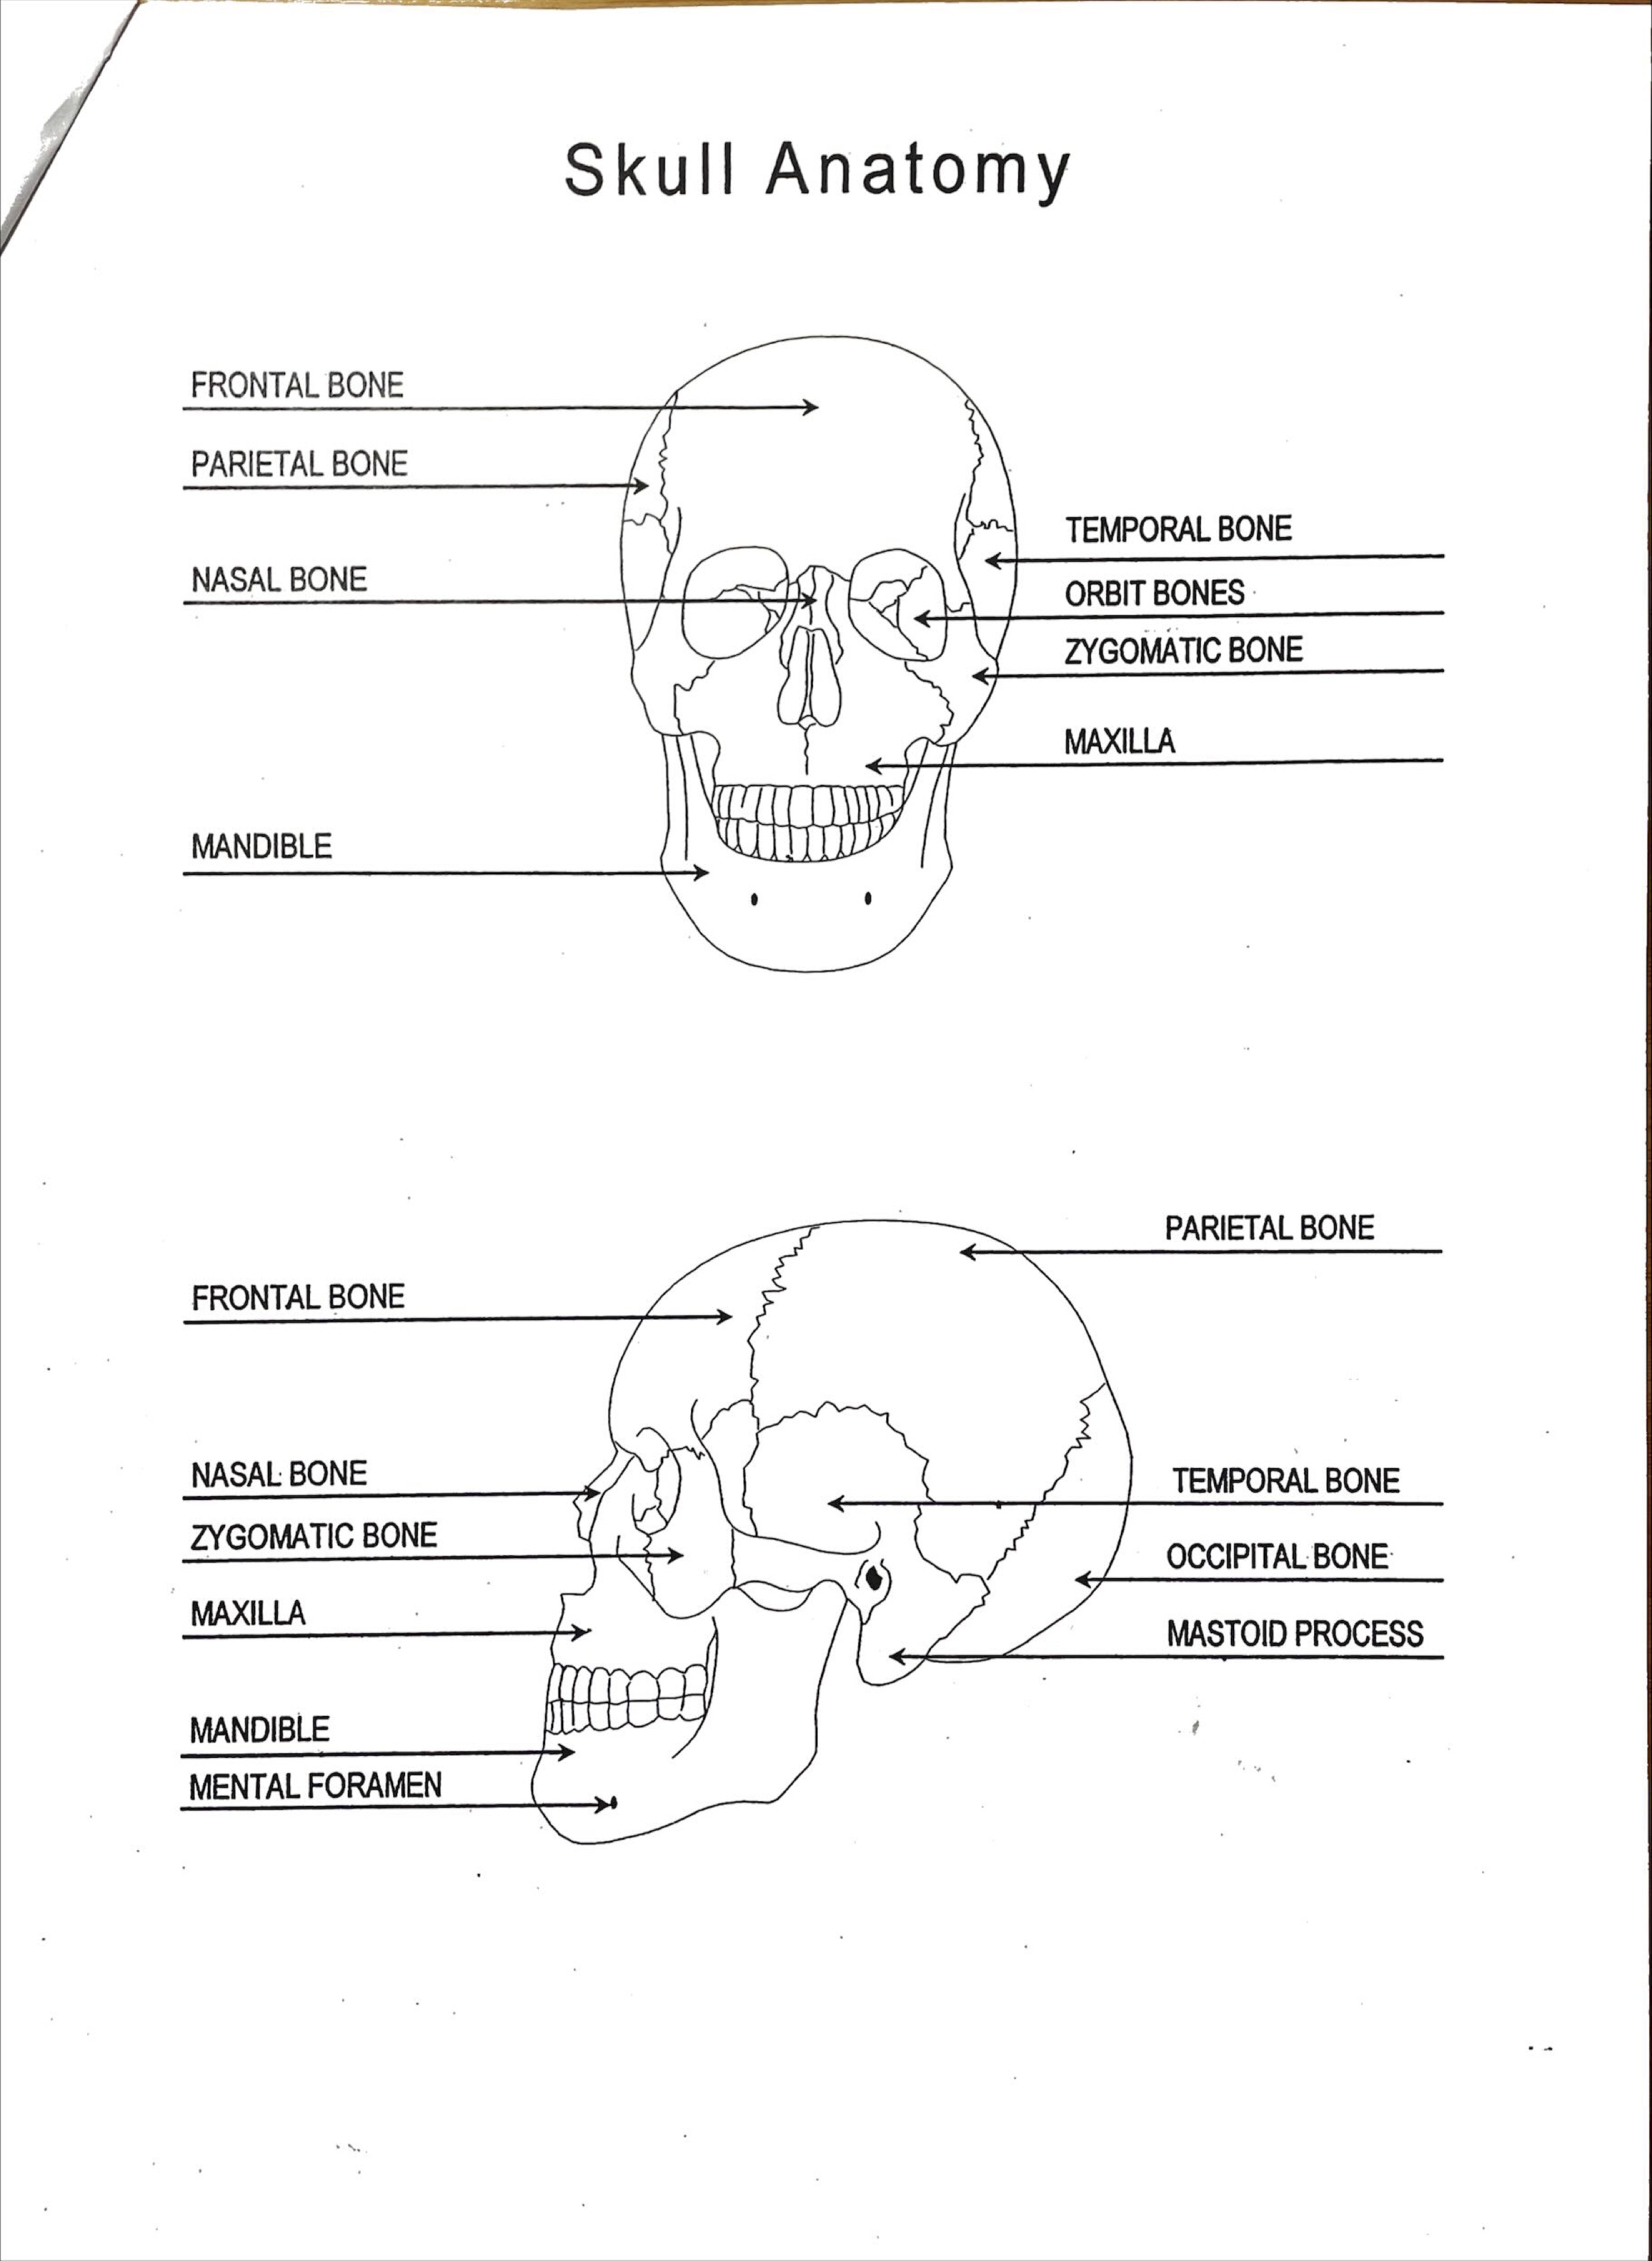 Skull Anatomy
FRONTAL BONE
PARIETAL BONE
NASAL BONE
MANDIBLE
TEMPORAL BONE
ORBIT BONES
ZYGOMATIC BONE
MAXILLA
FRONTAL BONE
NASAL BONE
ZYGOMATIC BONE
MAXILLA
MANDIBLE
MENTAL FORAMEN
PARIETAL BONE
TEMPORAL BONE
OCCIPITAL BONE
MASTOID PROCESS